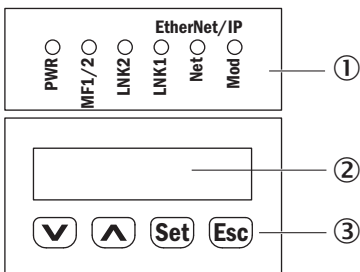 EtherNet/IP
PWR
MF1/2
LNK2
LNK1
Net
Mod
①
②
Set
Esc
③